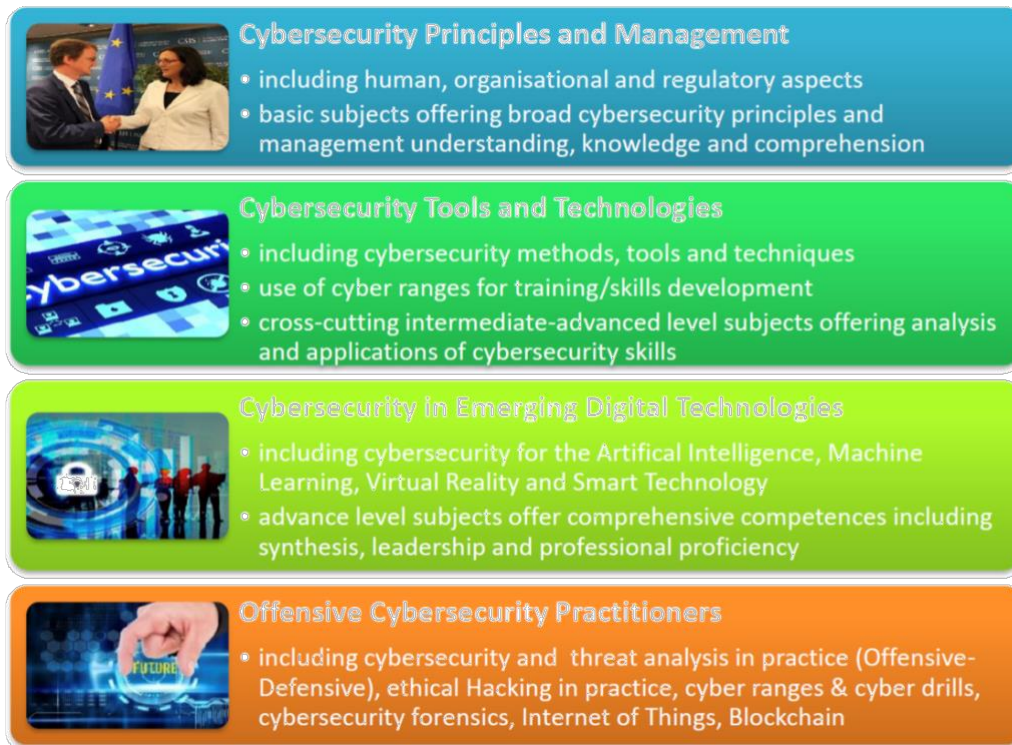 Cybersecurity Principles and Management
• including human, organisational and regulatory aspects
• basic subjects offering broad cybersecurity principles and
management understanding, knowledge and comprehension
Cybersecurity Tools and Technologies
cybersecuri
• including cybersecurity methods, tools and techniques
• use of cyber ranges for training/skills development
• cross-cutting intermediate-advanced level subjects offering analysis
and applications of cybersecurity skills
Cybersecurity in Emerging Digital Technologies
• including cybersecurity for the Artifical Intelligence, Machine
Learning, Virtual Reality and Smart Technology
• advance level subjects offer comprehensive competences including
synthesis, leadership and professional proficiency
Offensive Cybersecurity Practitioners
FUTURE
• including cybersecurity and threat analysis in practice (Offensive-
Defensive), ethical Hacking in practice, cyber ranges & cyber drills,
cybersecurity forensics, Internet of Things, Blockchain